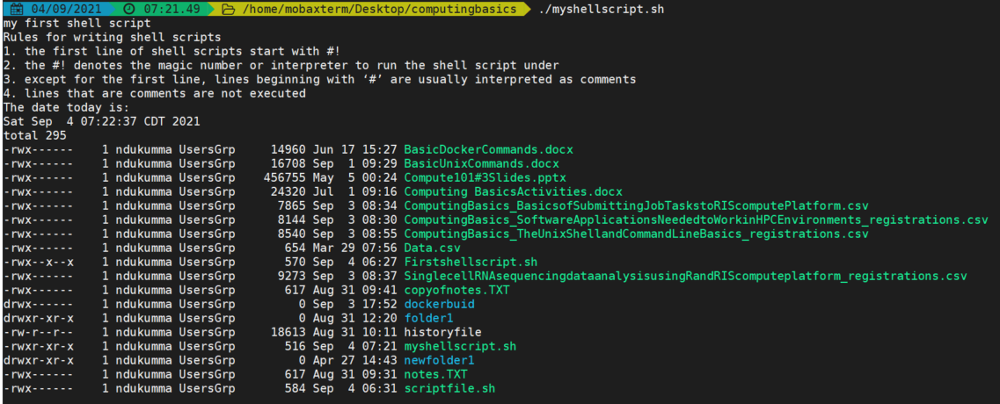 04/09/2021 07:21.49 /home/mobaxterm/Desktop/computingbasics ./myshellscript.sh
my first shell script
Rules for writing shell scripts
1. the first line of shell scripts start with #!
2. the #! denotes the magic number or interpreter to run the shell script under
3. except for the first line, lines beginning with ‘#’ are usually interpreted as comments
4. lines that are comments are not executed
The date today is:
Sat Sep  4 07:22:37 CDT 2021
total 295
-rwx------    1 ndukumma UsersGrp     14960 Jun 17 15:27 BasicDockerCommands.docx
-rwx------    1 ndukumma UsersGrp     16708 Sep  1 09:29 BasicUnixCommands.docx
-rwx------    1 ndukumma UsersGrp    456755 May  5 00:24 Compute101#3Slides.pptx
-rwx------    1 ndukumma UsersGrp     24320 Jul  1 09:16 Computing BasicsActivities.docx
-rwx------    1 ndukumma UsersGrp      7865 Sep  3 08:34 ComputingBasics_BasicsofSubmittingJobTaskstoRIScomputePlatform.csv
-rwx------    1 ndukumma UsersGrp      8144 Sep  3 08:30 ComputingBasics_SoftwareApplicationsNeededtoWorkinHPCEnvironments_registrations.csv
-rwx------    1 ndukumma UsersGrp      8540 Sep  3 08:55 ComputingBasics_TheUnixShellandCommandLineBasics_registrations.csv
-rwx------    1 ndukumma UsersGrp       654 Mar 29 07:56 Data.csv
-rwx--x--x    1 ndukumma UsersGrp       570 Sep  4 06:27 Firstshellscript.sh
-rwx------    1 ndukumma UsersGrp      9273 Sep  3 08:37 SinglecellRNAsequencingdataanalysisusingRandRIScomputeplatform_registrations.csv
-rwx------    1 ndukumma UsersGrp       617 Aug 31 09:41 copyofnotes.TXT
drwx------    1 ndukumma UsersGrp         0 Sep  3 17:52 dockerbuid
drwxr-xr-x    1 ndukumma UsersGrp         0 Aug 31 12:20 folder1
-rw-r--r--    1 ndukumma UsersGrp     18613 Aug 31 10:11 historyfile
-rwxr-xr-x    1 ndukumma UsersGrp       516 Sep  4 07:21 myshellscript.sh
drwxr-xr-x    1 ndukumma UsersGrp         0 Apr 27 14:43 newfolder1
-rwx------    1 ndukumma UsersGrp       617 Aug 31 09:31 notes.TXT
-rwx------    1 ndukumma UsersGrp       584 Sep  4 06:31 scriptfile.sh